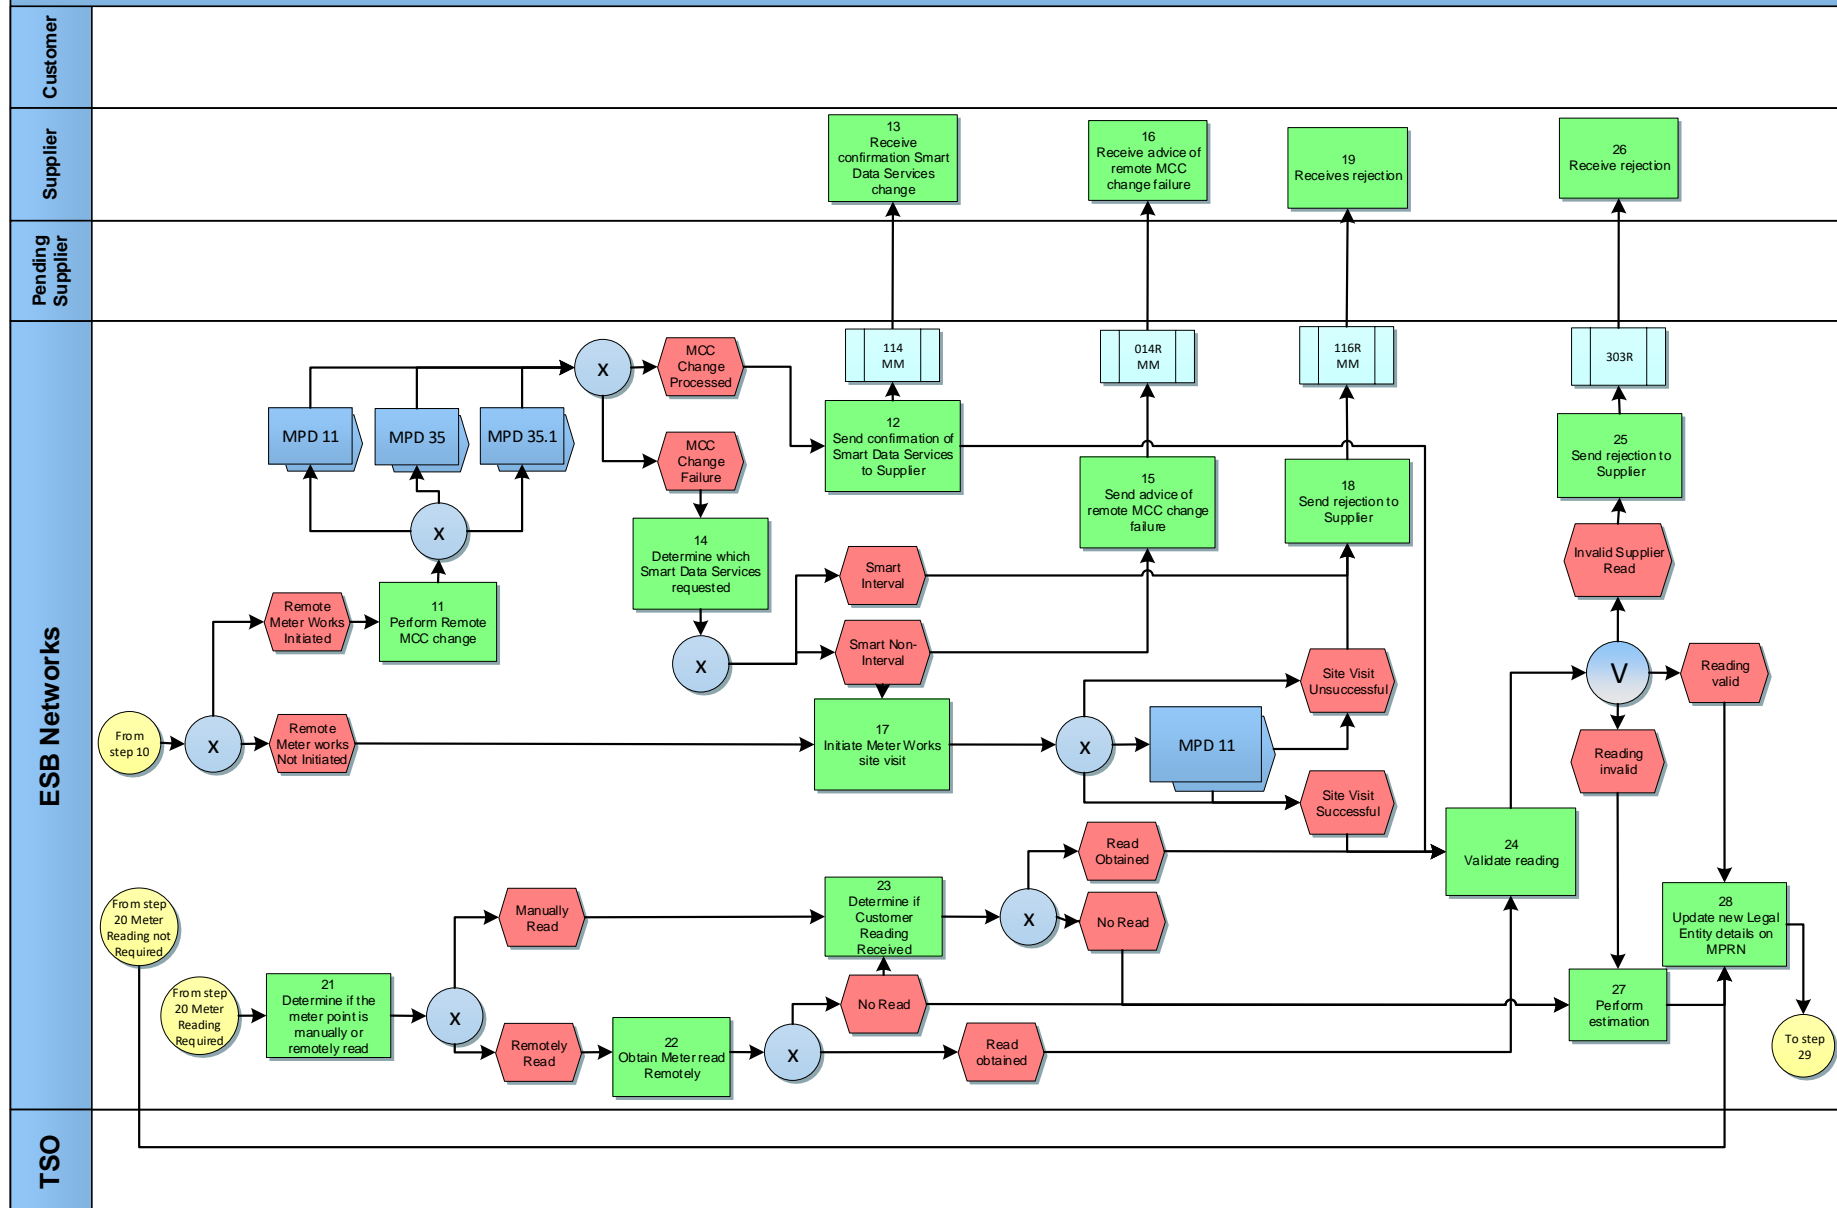 Customer
Supplier
13
Receive
confirmation Smart
Data Services
change
16
Receive advice of
remote MCC
change failure
19
Receives rejection
26
Receive rejection
Pending
Supplier
ESB Networks
114
MM
014R
MM
116R
MM
303R
X
MCC
Change
Processed
MPD 11
MPD 35
MPD 35.1
MCC
Change
Failure
12
Send confirmation of
Smart Data Services
to Supplier
15
Send advice of
remote MCC change
failure
18
Send rejection to
Supplier
25
Send rejection to
Supplier
X
14
Determine which
Smart Data Services
requested
Smart
Interval
Invalid Supplier
Read
Remote
Meter Works
Initiated
11
Perform Remote
MCC change
X
Smart Non-
Interval
Site Visit
Unsuccessful
V
Reading
valid
From
step 10
X
Remote
Meter works
Not Initiated
17
Initiate Meter Works
site visit
X
MPD 11
Reading
invalid
Site Visit
Successful
Read
Obtained
24
Validate reading
From step
20 Meter
Reading not
Required
Manually
Read
23
Determine if
Customer
Reading
Received
X
No Read
28
Update new Legal
Entity details on
MPRN
From step
20 Meter
Reading
Required
21
Determine if the
meter point is
manually or
remotely read
X
No Read
27
Perform
estimation
Remotely
Read
22
Obtain Meter read
Remotely
X
Read
obtained
To step
29
TSO